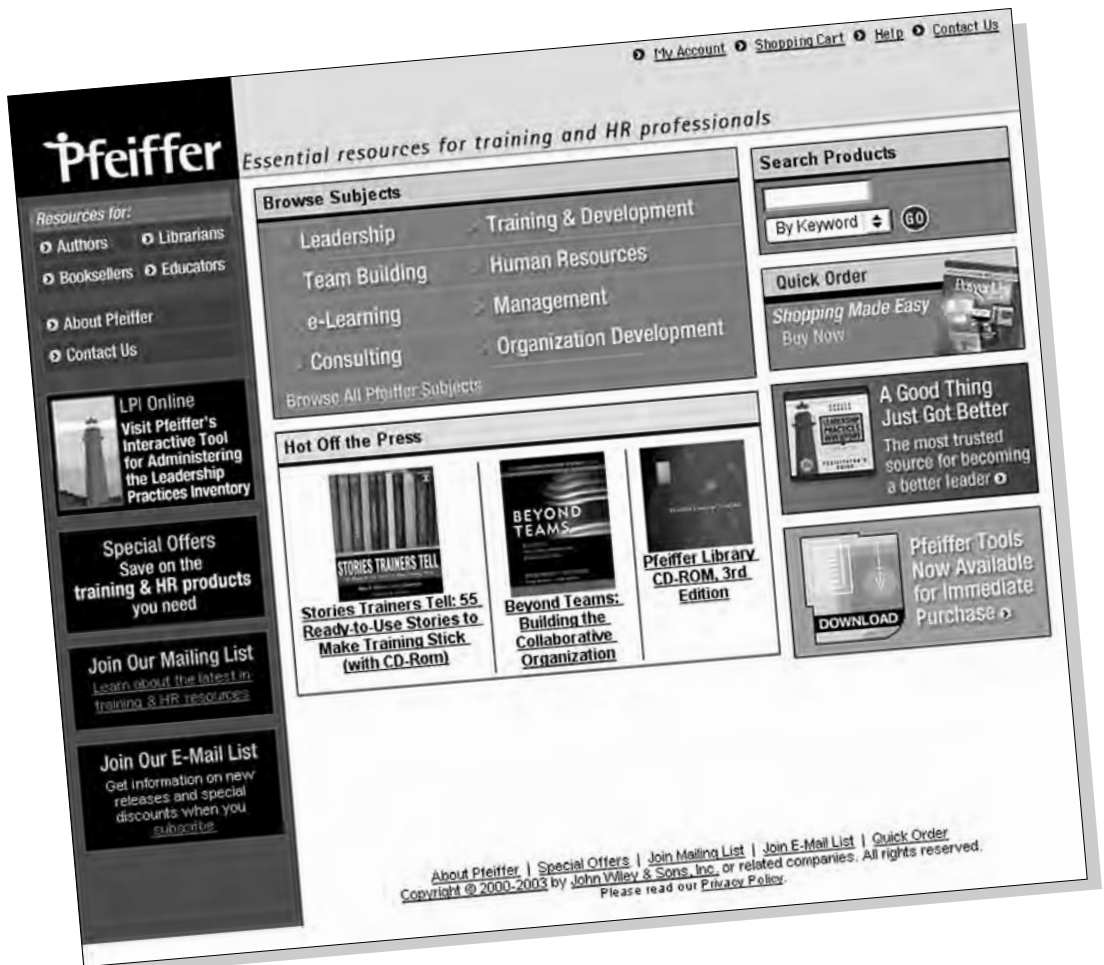 My Account Shopping Cart Help Contact Us
Pfeiffer
Essential resources for training and HR professionals
Resources for:
Authors Librarians
Booksellers Educators
About Pfeiffer
Contact Us
LPI Online
Visit Pfeiffer's
Interactive Tool
for Administering
the Leadership
Practices Inventory
Special Offers
Save on the
training & HR products
you need
Join Our Mailing List
Learn about the latest in
training & HR resources
Join Our E-Mail List
Get information on new
releases and special
discounts when you
subscribe
Browse Subjects
Leadership
Training & Development
Team Building
Human Resources
e-Learning
Management
Consulting
Organization Development
Browse All Pfeiffer Subjects
Hot Off the Press
STORIES TRAINERS TELL
Stories Trainers Tell: 55
Ready-to-Use Stories to
Make Training Stick
(with CD-Rom)
BEYOND
TEAMS
Beyond Teams:
Building the
Collaborative
Organization
Pfeiffer Library
CD-ROM, 3rd
Edition
Search Products
By Keyword GO
Quick Order
Shopping Made Easy
Buy Now
LEADERSHIP
PRACTICES
INVENTORY
FACILITATOR'S
GUIDE
A Good Thing
Just Got Better
The most trusted
source for becoming
a better leader
DOWNLOAD
Pfeiffer Tools
Now Available
for Immediate
Purchase
About Pfeiffer | Special Offers | Join Mailing List | Join E-Mail List | Quick Order
Copyright © 2000-2003 by John Wiley & Sons, Inc. or related companies. All rights reserved.
Please read our Privacy Policy.